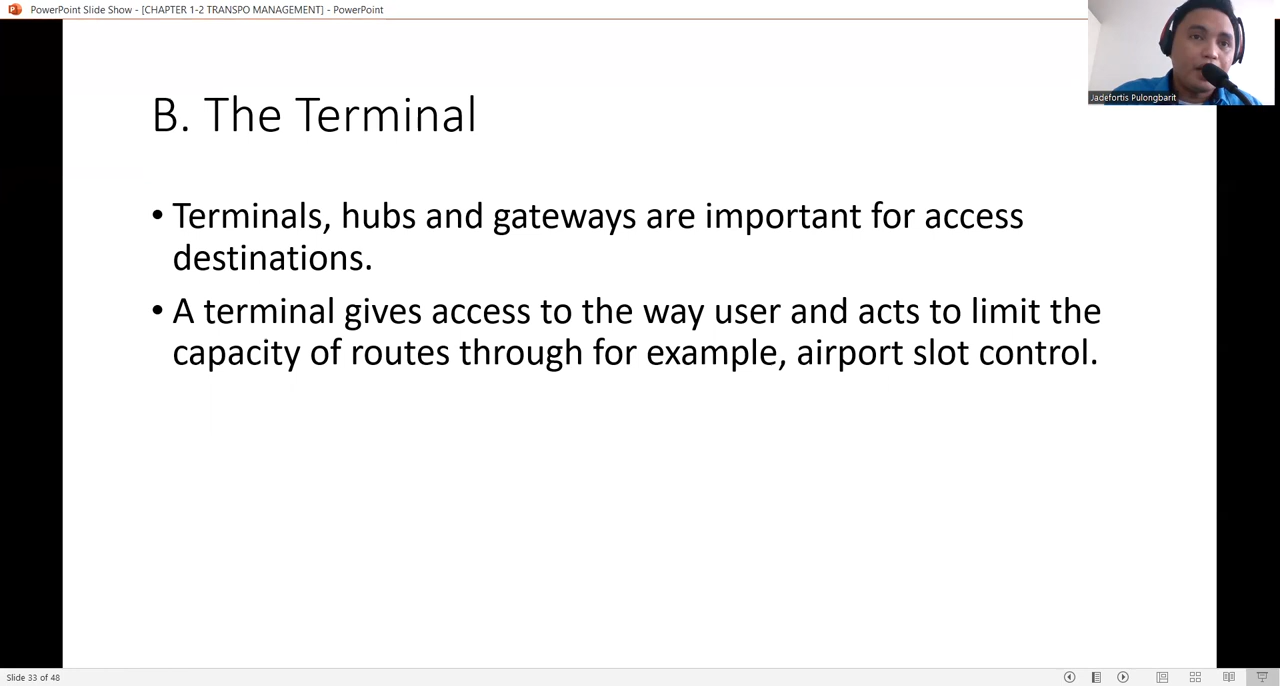 PowerPoint Slide Show - [CHAPTER 1-2 TRANSPO MANAGEMENT] - PowerPoint
Jadefortis Pulongbarit
B. The Terminal
• Terminals, hubs and gateways are important for access
destinations.
• A terminal gives access to the way user and acts to limit the
capacity of routes through for example, airport slot control.
Slide 33 of 48